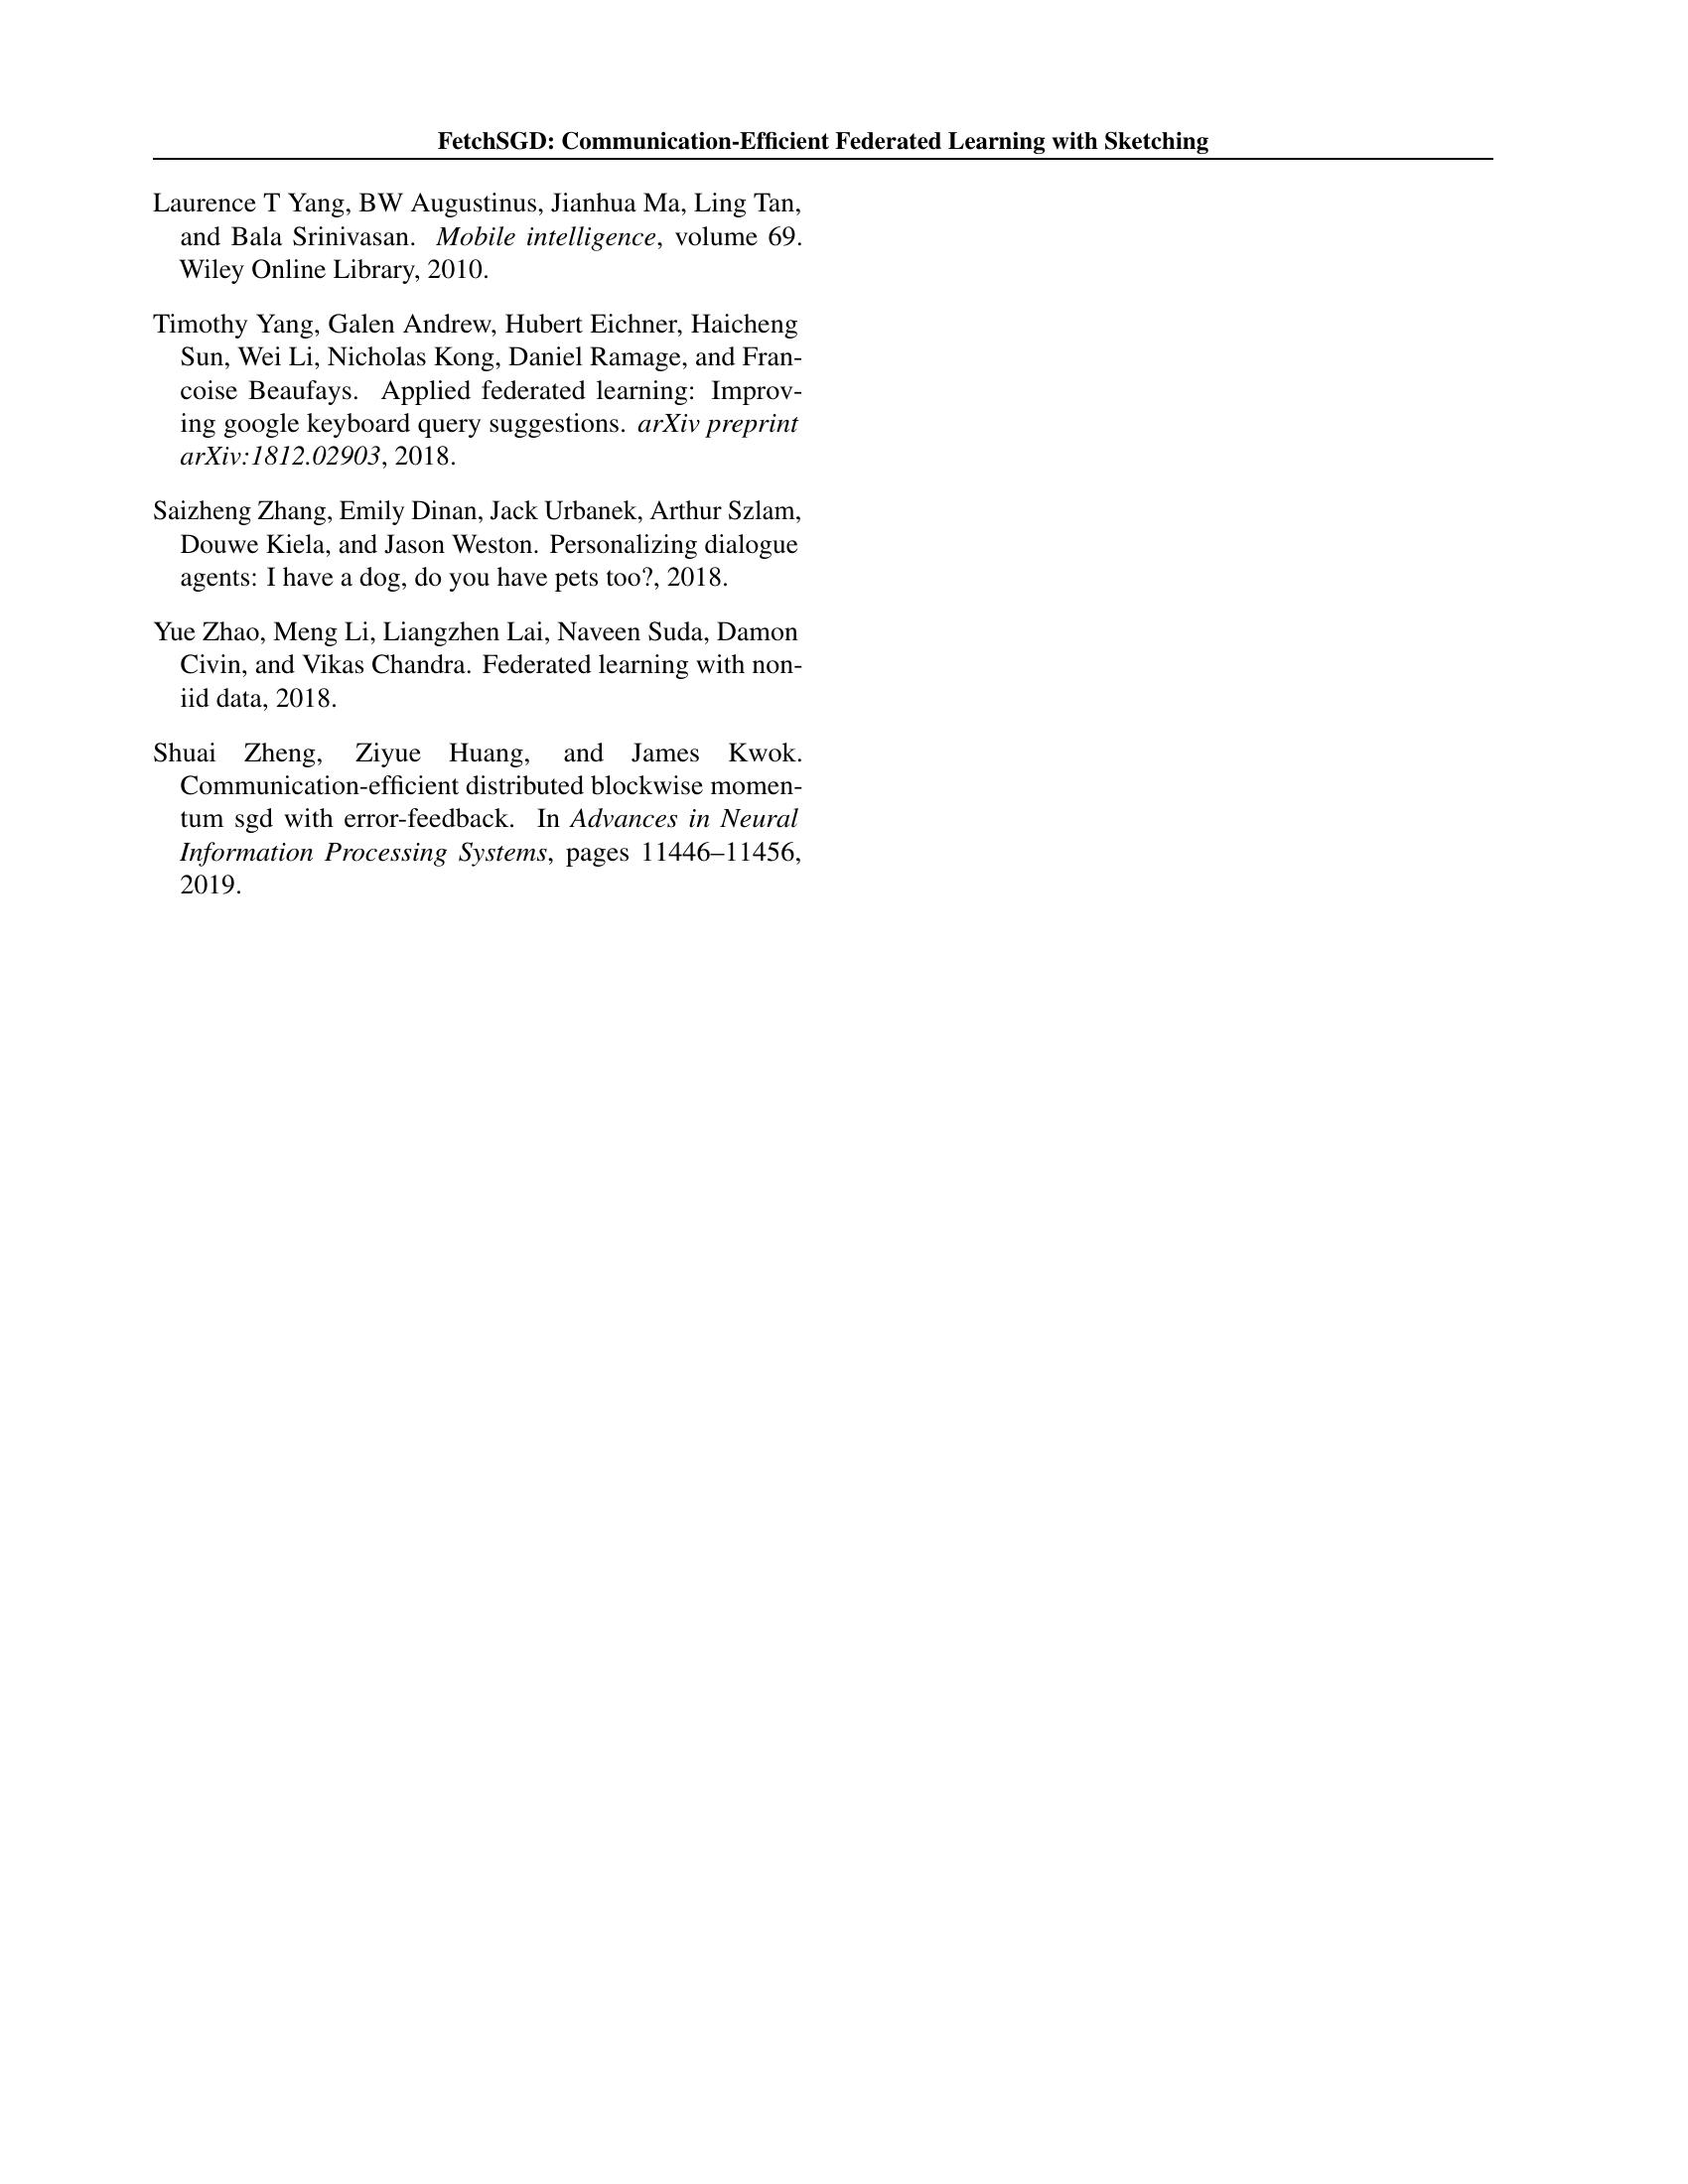 FetchSGD: Communication-Efficient Federated Learning with Sketching
Laurence T Yang, BW Augustinus, Jianhua Ma, Ling Tan,
and Bala Srinivasan. Mobile intelligence, volume 69.
Wiley Online Library, 2010.
Timothy Yang, Galen Andrew, Hubert Eichner, Haicheng
Sun, Wei Li, Nicholas Kong, Daniel Ramage, and Fran-
coise Beaufays. Applied federated learning: Improv-
ing google keyboard query suggestions. arXiv preprint
arXiv:1812.02903, 2018.
Saizheng Zhang, Emily Dinan, Jack Urbanek, Arthur Szlam,
Douwe Kiela, and Jason Weston. Personalizing dialogue
agents: I have a dog, do you have pets too?, 2018.
Yue Zhao, Meng Li, Liangzhen Lai, Naveen Suda, Damon
Civin, and Vikas Chandra. Federated learning with non-
iid data, 2018.
Shuai Zheng, Ziyue Huang, and James Kwok.
Communication-efficient distributed blockwise momen-
tum sgd with error-feedback. In Advances in Neural
Information Processing Systems, pages 11446–11456,
2019.